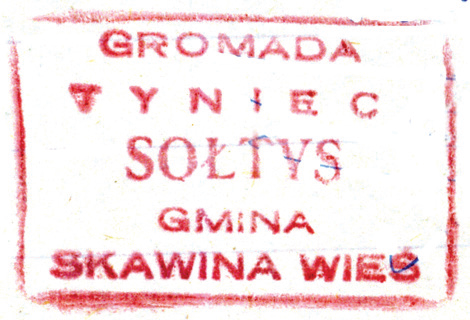 GROMADA
TYNIEC
SOŁTYS
GMINA
SKAWINA WIEŚ